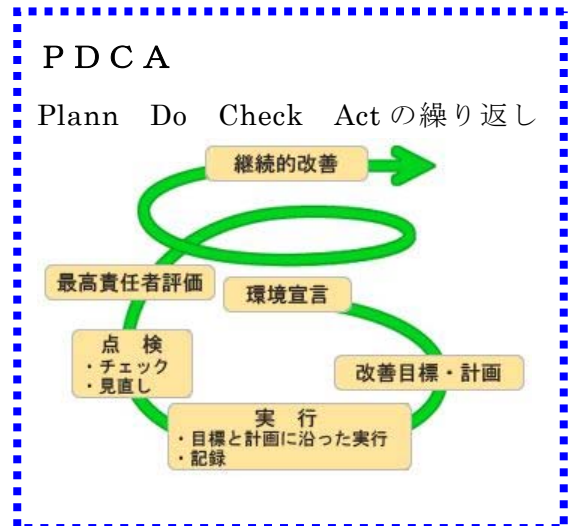 ＰＤＣＡ
Plann　Do　Check　Act の繰り返し
継続的改善
最高責任者評価
環境宣言
点　検
・チェック
・見直し
改善目標・計画
実　行
・目標と計画に沿った実行
・記録